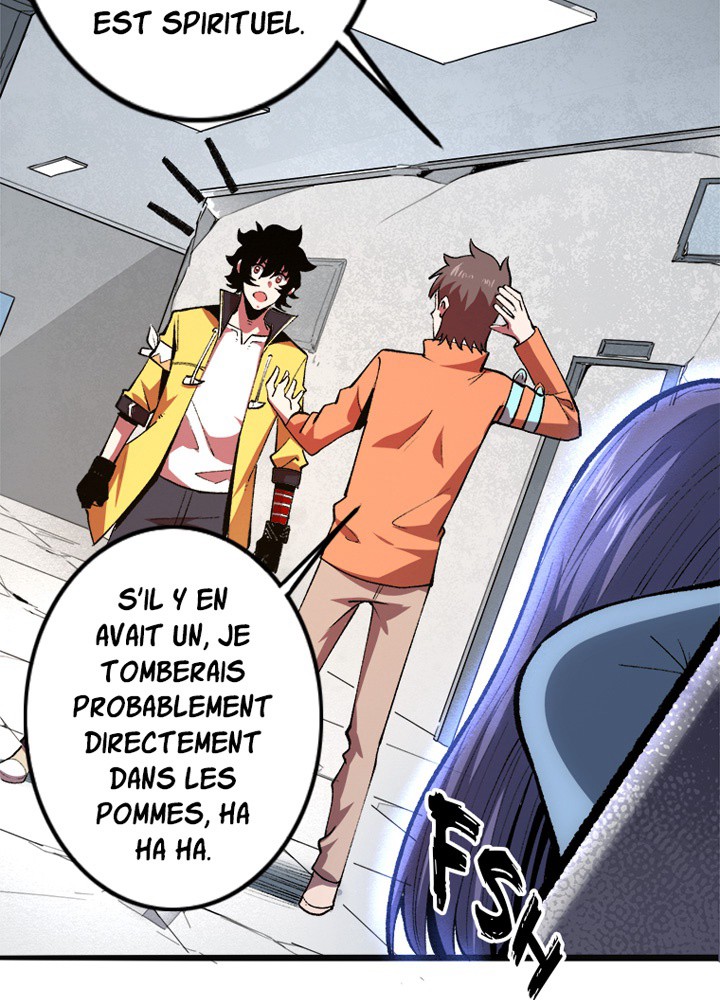 EST SPIRITUEL.
S'IL Y EN
AVAIT UN, JE
TOMBERAIS
PROBABLEMENT
DIRECTEMENT
DANS LES
POMMES, HA
HA HA.
FSH